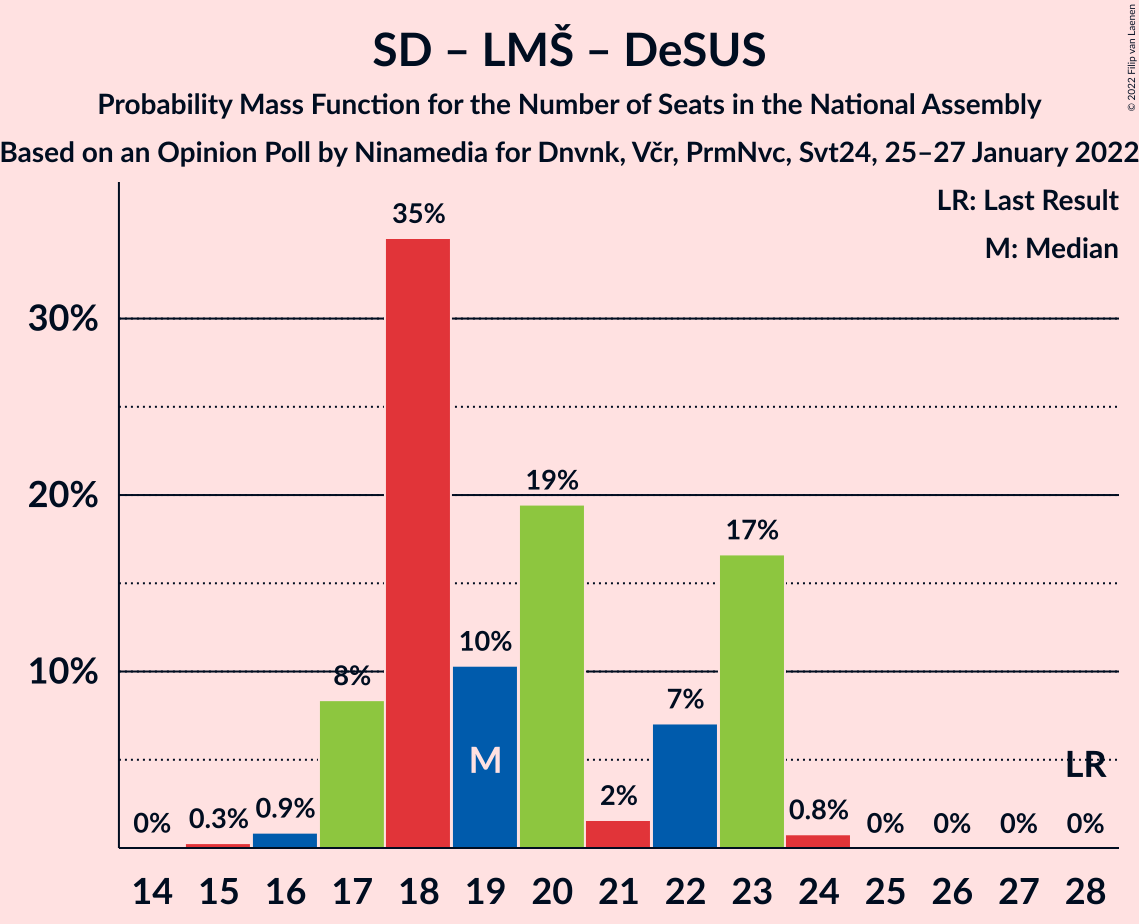 SD – LMŠ – DeSUS
Probability Mass Function for the Number of Seats in the National Assembly
Based on an Opinion Poll by Ninamedia for Dnvnk, Včr, PrmNvc, Svt24, 25–27 January 2022
© 2022 Filip van Laenen
LR: Last Result
M: Median
35%
30%
19%
20%
17%
10%
8%
10%
7%
M
LR
0% 0.3% 0.9% 2% 0.8% 0% 0% 0% 0%
14 15 16 17 18 19 20 21 22 23 24 25 26 27 28